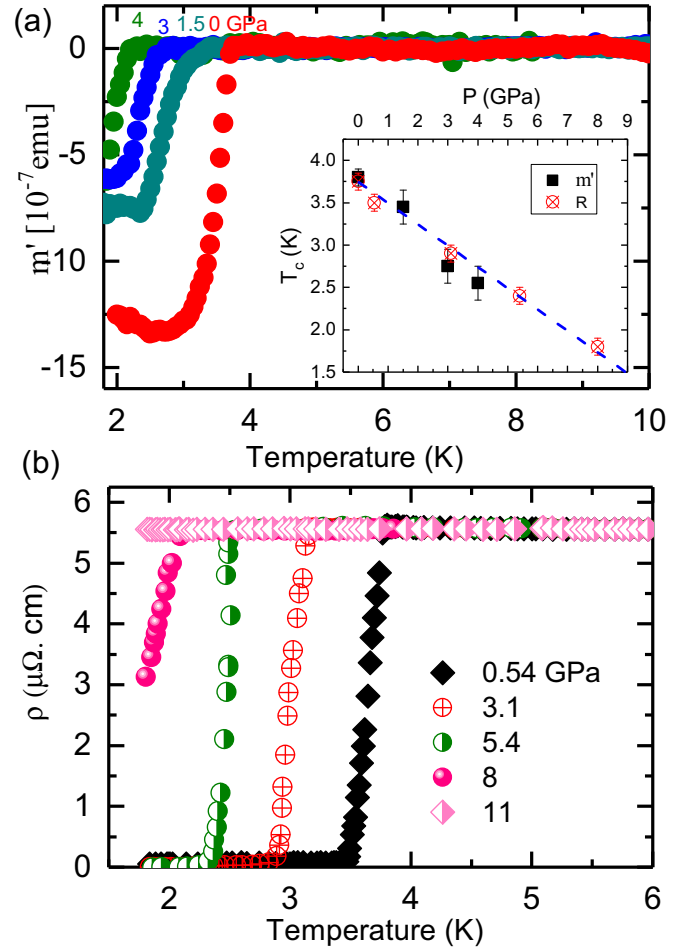 (a)
4 3 1.5 0 GPa
0
-5
-10
-15
m' [10⁻⁷ emu]
2 4 6 8 10
Temperature (K)
P (GPa)
0 1 2 3 4 5 6 7 8 9
4.0
3.5
3.0
2.5
2.0
1.5
T_c (K)
m'
R
(b)
6
5
4
3
2
1
0
ρ (μΩ. cm)
0.54 GPa
3.1
5.4
8
11
2 3 4 5 6
Temperature (K)